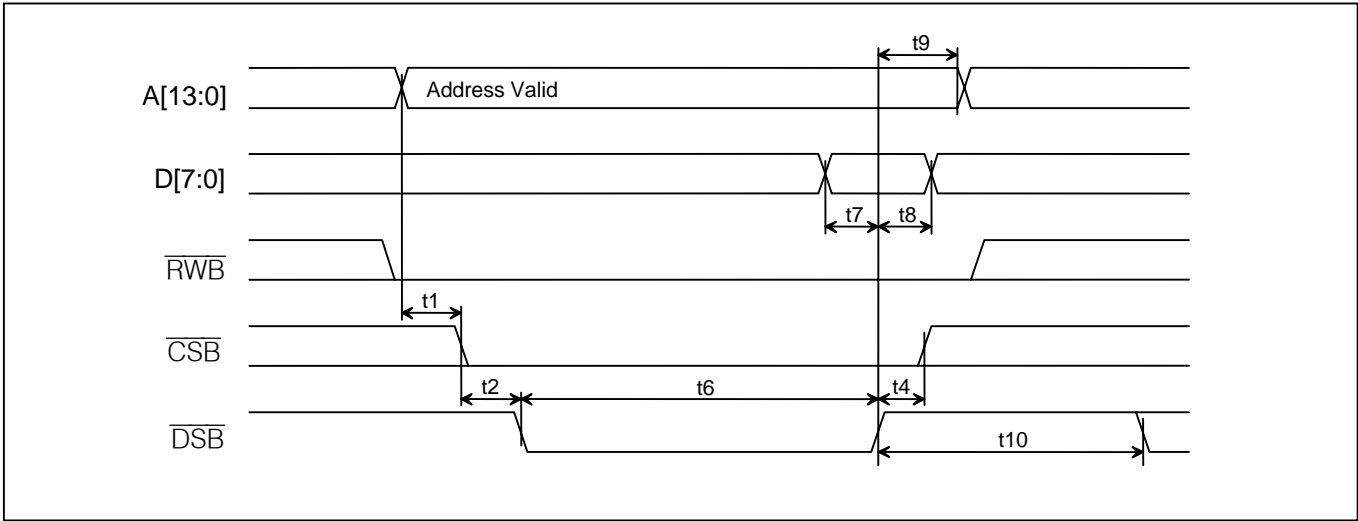 t9
A[13:0] Address Valid
D[7:0]
t7 t8
RWB
t1
CSB
t2 t6 t4
DSB
t10